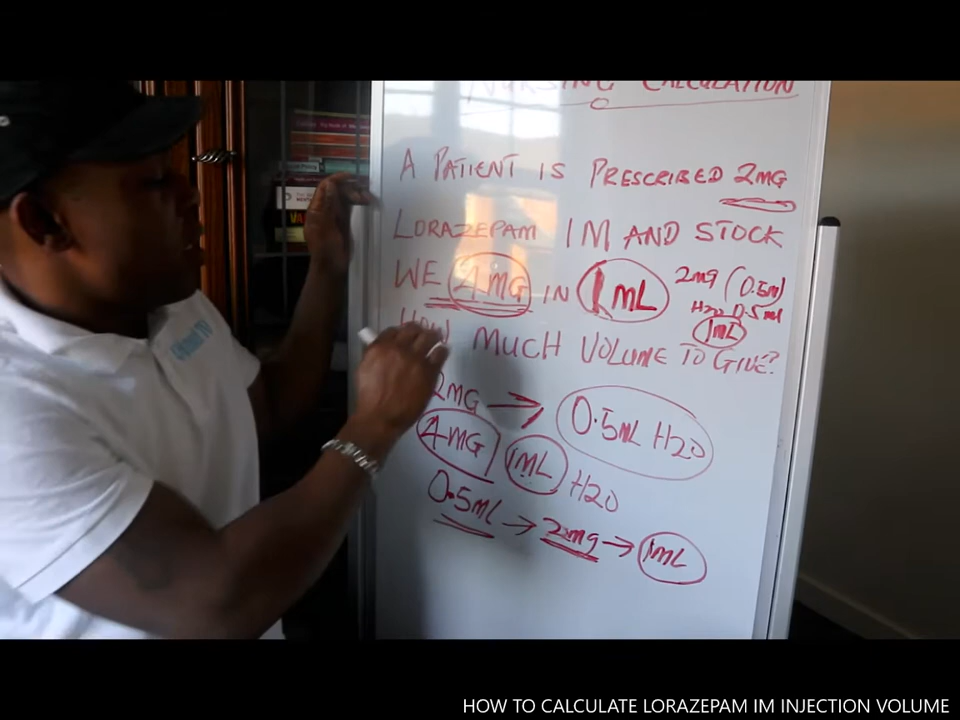 NURSING CALCULATION
A PATIENT IS PRESCRIBED 2MG
LORAZEPAM IM AND STOCK
WE 4MG IN 1ML
2mg (0.5ml)
H2O 0.5ml
1mL
HOW MUCH VOLUME TO GIVE?
2MG → 0.5mL H2O
4MG 1ML H2O
0.5mL → 2mg → 1mL
HOW TO CALCULATE LORAZEPAM IM INJECTION VOLUME